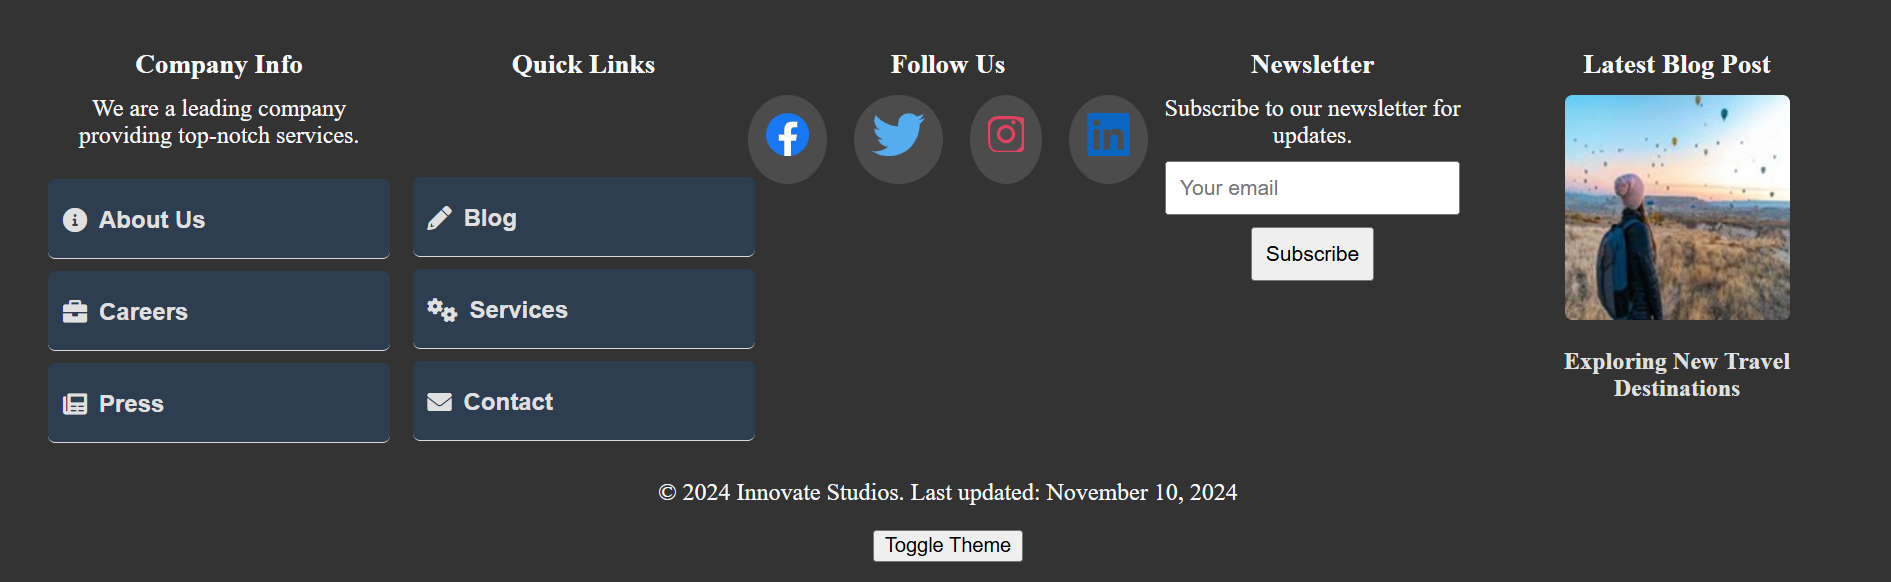 Company Info
We are a leading company
providing top-notch services.
About Us
Careers
Press
Quick Links
Blog
Services
Contact
Follow Us
Newsletter
Subscribe to our newsletter for
updates.
Your email
Subscribe
Latest Blog Post
Exploring New Travel
Destinations
© 2024 Innovate Studios. Last updated: November 10, 2024
Toggle Theme